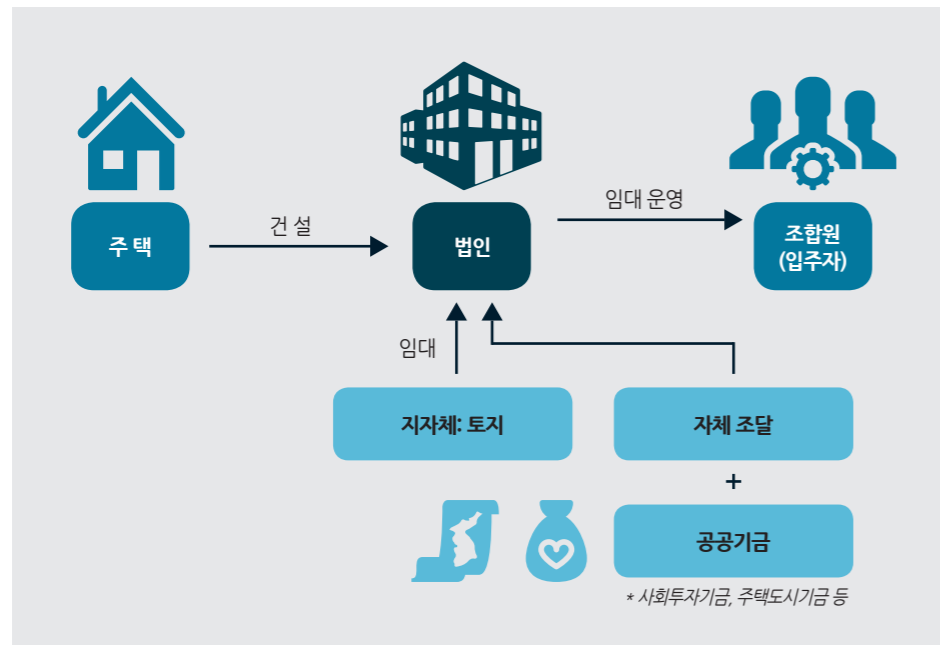 건 설
임대 운영
주 택
법인
조합원
(입주자)
임대
지자체: 토지
자체 조달
+
공공기금
* 사회투자기금, 주택도시기금 등